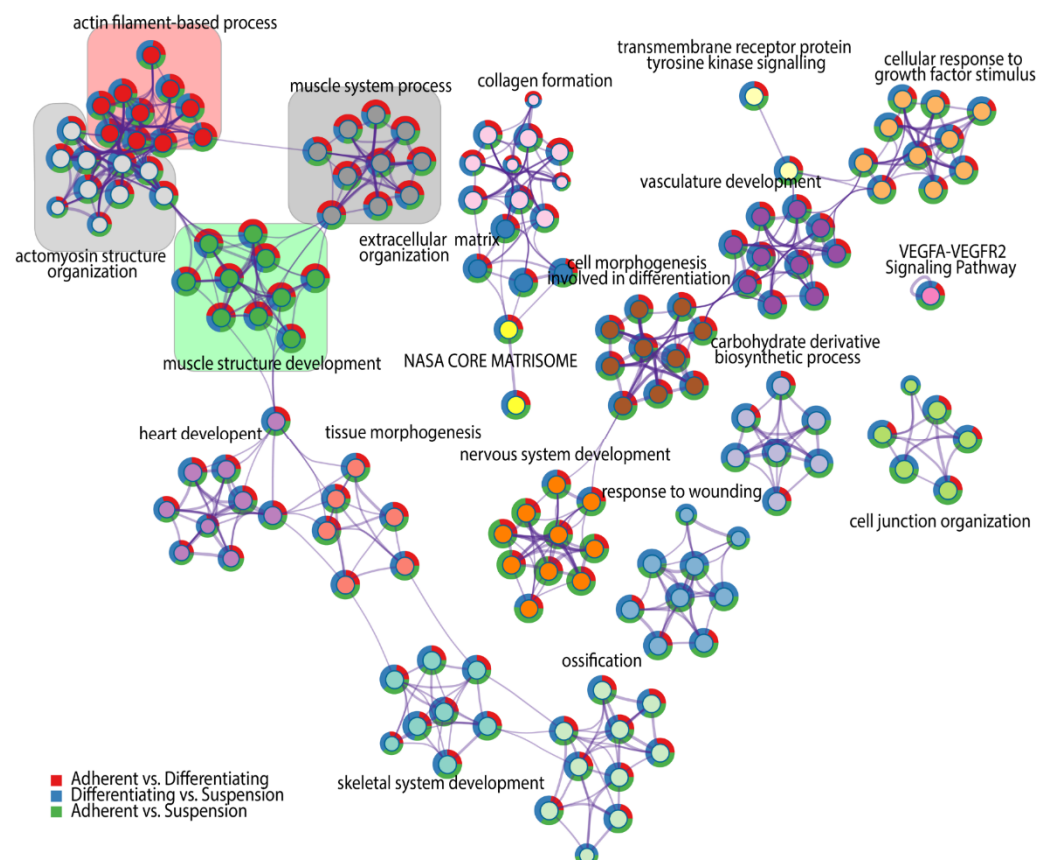 actin filament-based process
transmembrane receptor protein
tyrosine kinase signalling
cellular response to
growth factor stimulus
muscle system process
collagen formation
vasculature development
actomyosin structure
organization
extracellular matrix
organization
cell morphogenesis
involved in differentiation
VEGFA-VEGFR2
Signaling Pathway
muscle structure development
NASA CORE MATRISOME
carbohydrate derivative
biosynthetic process
heart developent
tissue morphogenesis
nervous system development
response to wounding
cell junction organization
ossification
skeletal system development
Adherent vs. Differentiating
Differentiating vs. Suspension
Adherent vs. Suspension